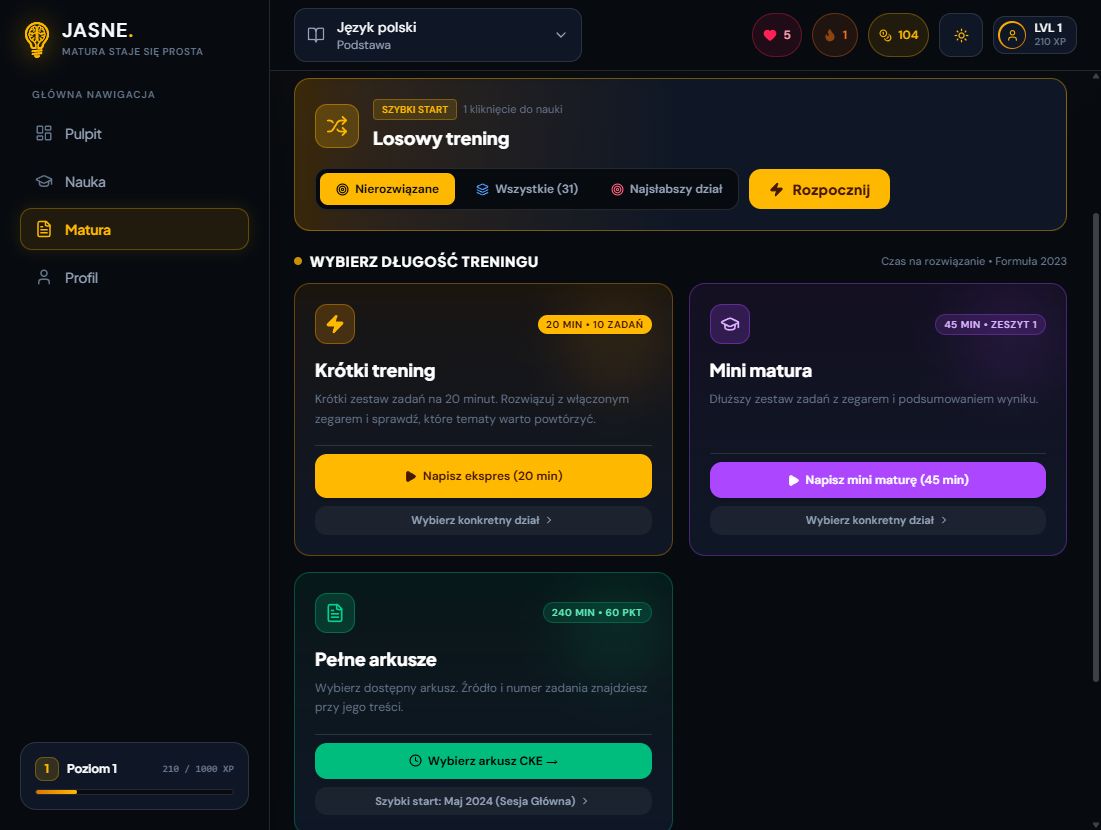 JASNE.
MATURA STAJE SIĘ PROSTA
GŁÓWNA NAWIGACJA
Pulpit
Nauka
Matura
Profil
1
Poziom 1
210 / 1000 XP
Język polski
Podstawa
5
1
104
LVL 1
210 XP
SZYBKI START
1 kliknięcie do nauki
Losowy trening
Nierozwiązane
Wszystkie (31)
Najsłabszy dział
Rozpocznij
WYBIERZ DŁUGOŚĆ TRENINGU
Czas na rozwiązanie • Formuła 2023
20 MIN • 10 ZADAŃ
Krótki trening
Krótki zestaw zadań na 20 minut. Rozwiązuj z włączonym
zegarem i sprawdź, które tematy warto powtórzyć.
Napisz ekspres (20 min)
Wybierz konkretny dział
45 MIN • ZESZYT 1
Mini matura
Dłuższy zestaw zadań z zegarem i podsumowaniem wyniku.
Napisz mini maturę (45 min)
Wybierz konkretny dział
240 MIN • 60 PKT
Pełne arkusze
Wybierz dostępny arkusz. Źródło i numer zadania znajdziesz
przy jego treści.
Wybierz arkusz CKE →
Szybki start: Maj 2024 (Sesja Główna)